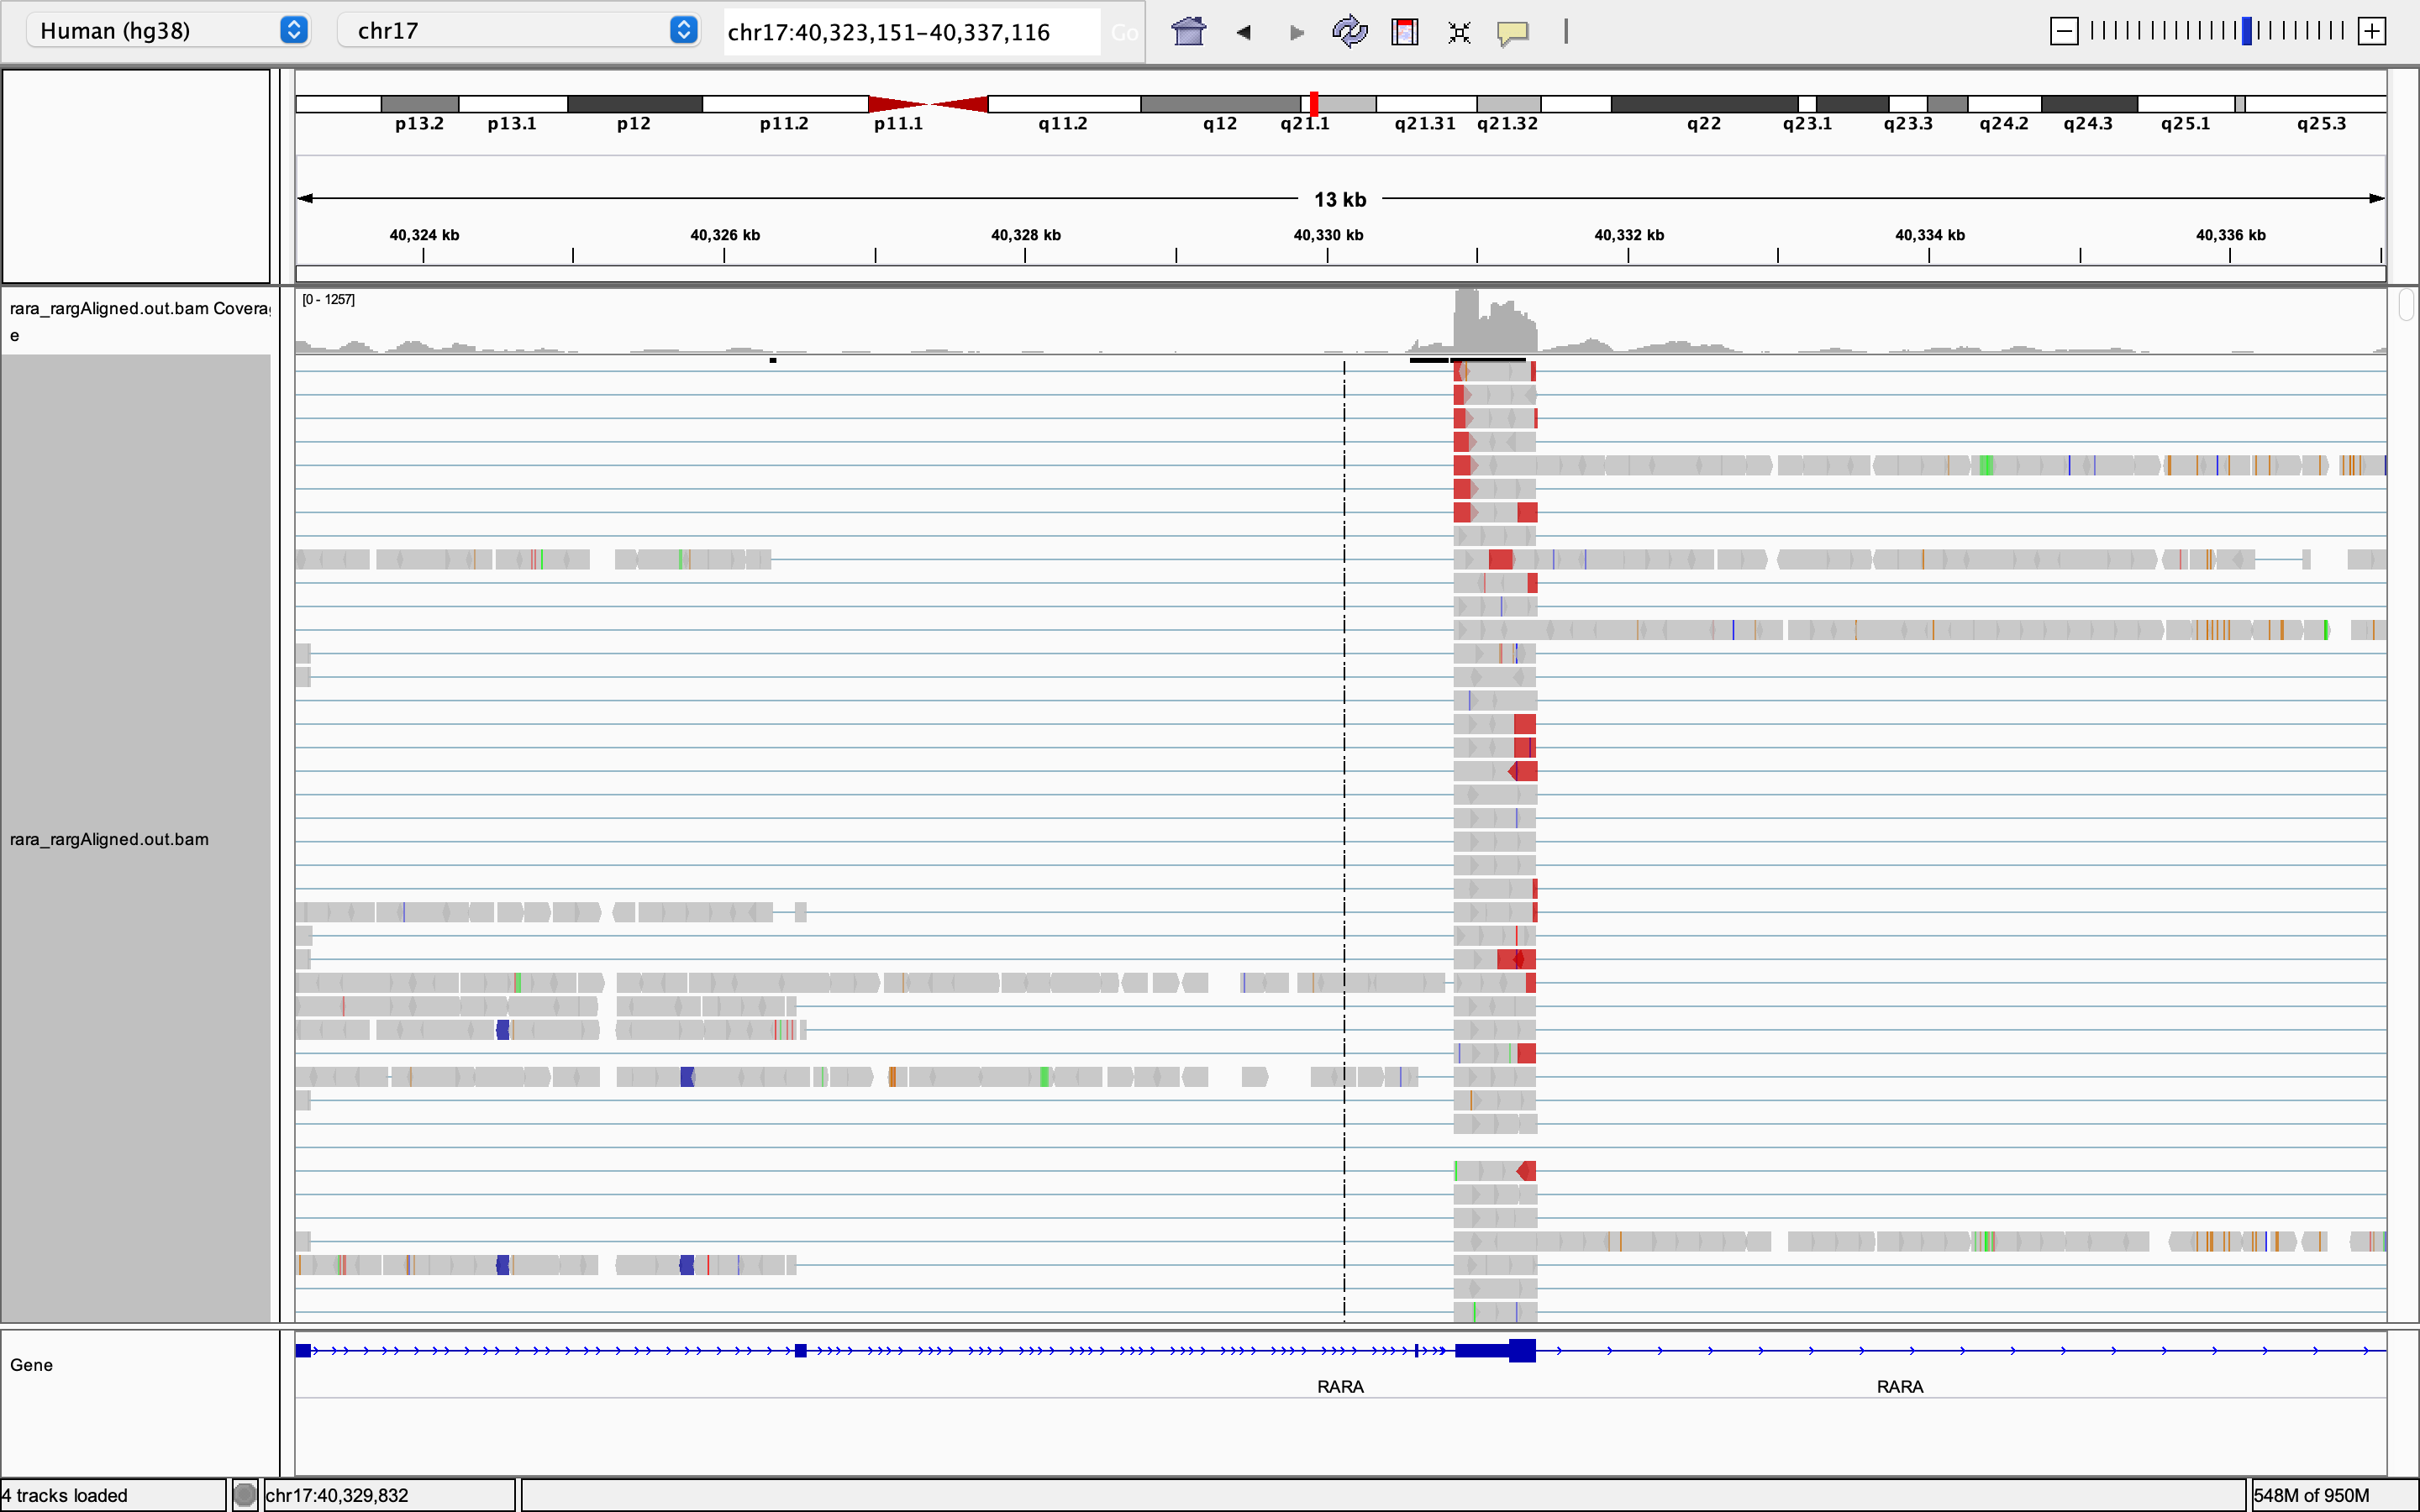 Human (hg38) chr17 chr17:40,323,151-40,337,116 Go
p13.2 p13.1 p12 p11.2 p11.1 q11.2 q12 q21.1 q21.31 q21.32 q22 q23.1 q23.3 q24.2 q24.3 q25.1 q25.3
13 kb
40,324 kb 40,326 kb 40,328 kb 40,330 kb 40,332 kb 40,334 kb 40,336 kb
[0 - 1257]
rara_rargAligned.out.bam Coverag
e
rara_rargAligned.out.bam
Gene
RARA RARA
4 tracks loaded chr17:40,329,832 548M of 950M